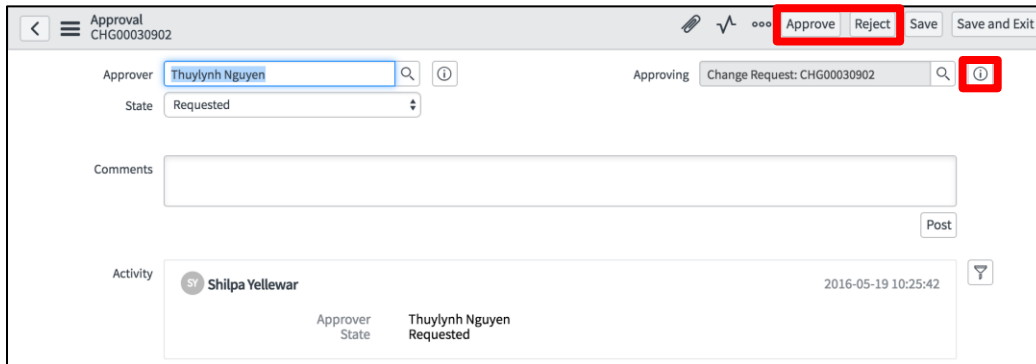 Approval
CHG00030902
Approve Reject Save Save and Exit
Approver Thuylynh Nguyen Approving Change Request: CHG00030902
State Requested
Comments
Post
Activity SY Shilpa Yellewar 2016-05-19 10:25:42
Approver Thuylynh Nguyen
State Requested